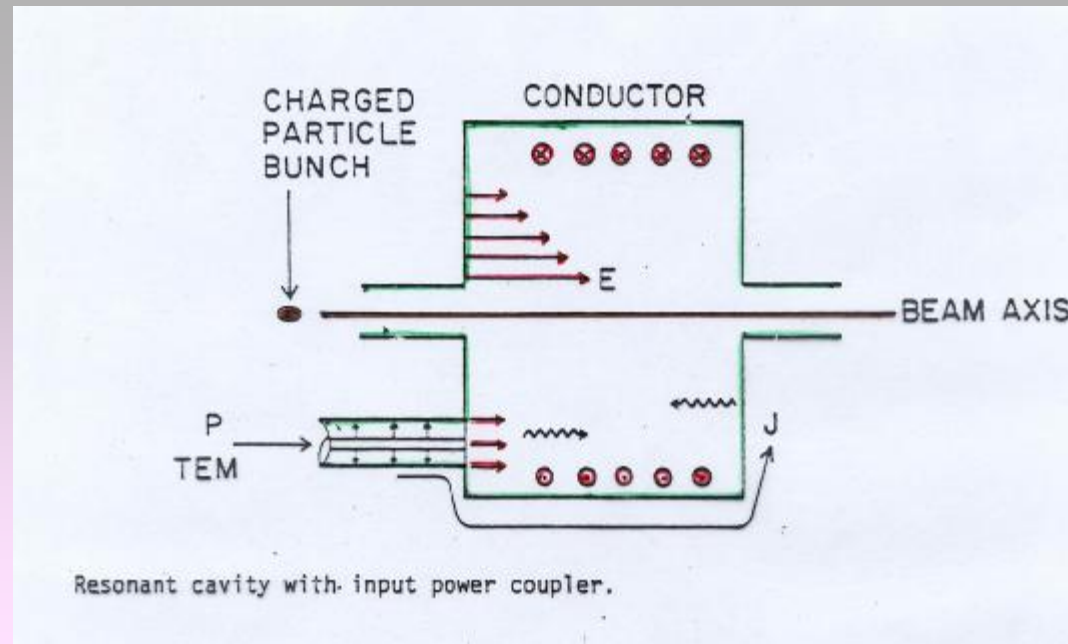 CHARGED
PARTICLE
BUNCH
CONDUCTOR
E
BEAM AXIS
P
TEM
J
Resonant cavity with input power coupler.